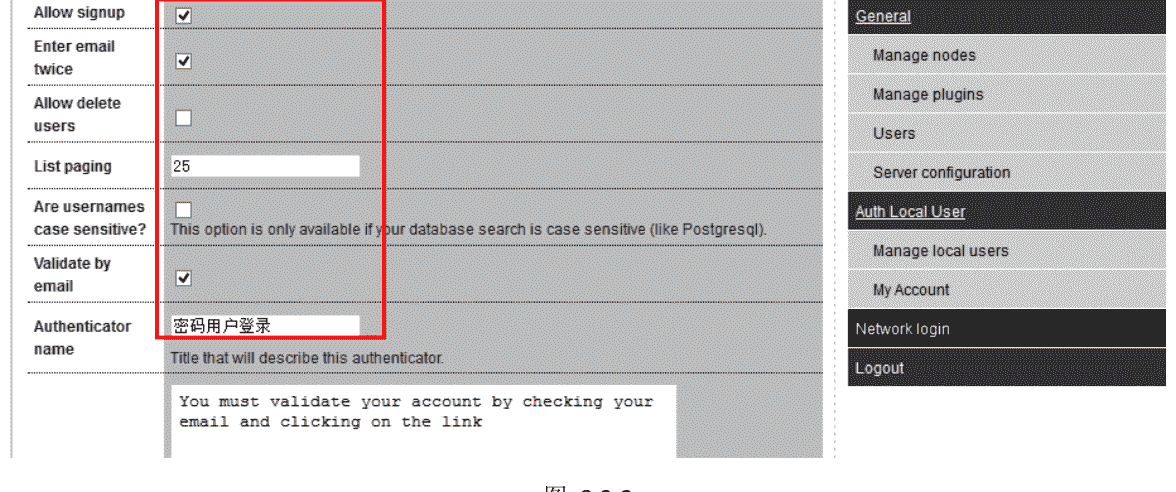 Allow signup
Enter email
twice
Allow delete
users
List paging
25
Are usernames
case sensitive?
This option is only available if your database search is case sensitive (like Postgresql).
Validate by
email
Authenticator
name
密码用户登录
Title that will describe this authenticator.
You must validate your account by checking your
email and clicking on the link
General
Manage nodes
Manage plugins
Users
Server configuration
Auth Local User
Manage local users
My Account
Network login
Logout